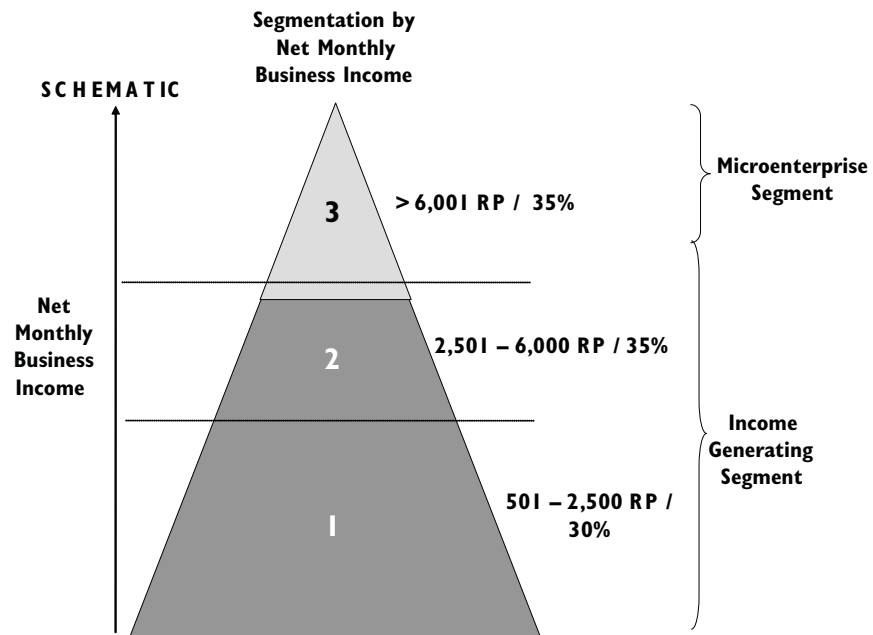 Segmentation by
Net Monthly
Business Income
SCHEMATIC
3
> 6,001 RP / 35%
Microenterprise
Segment
Net
Monthly
Business
Income
2
2,501 – 6,000 RP / 35%
Income
Generating
Segment
1
501 – 2,500 RP /
30%